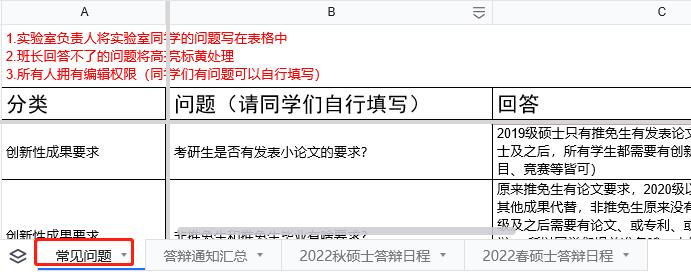 A B C
1.实验室负责人将实验室同学的问题写在表格中
2.班长回答不了的问题将高亮标黄处理
3.所有人拥有编辑权限（同学们有问题可以自行填写）
分类 问题（请同学们自行填写） 回答
2019级硕士只有推免生有发表论文
创新性成果要求 考研生是否有发表小论文的要求? 士及之后，所有学生都需要有创新
目、竞赛等皆可）
原来推免生有论文要求，2020级以
其他成果代替，非推免生原来没有
创新性成果要求 级及之后需要有论文、或专利、或
常见问题 答辩通知汇总 2022秋硕士答辩日程 2022春硕士答辩日程